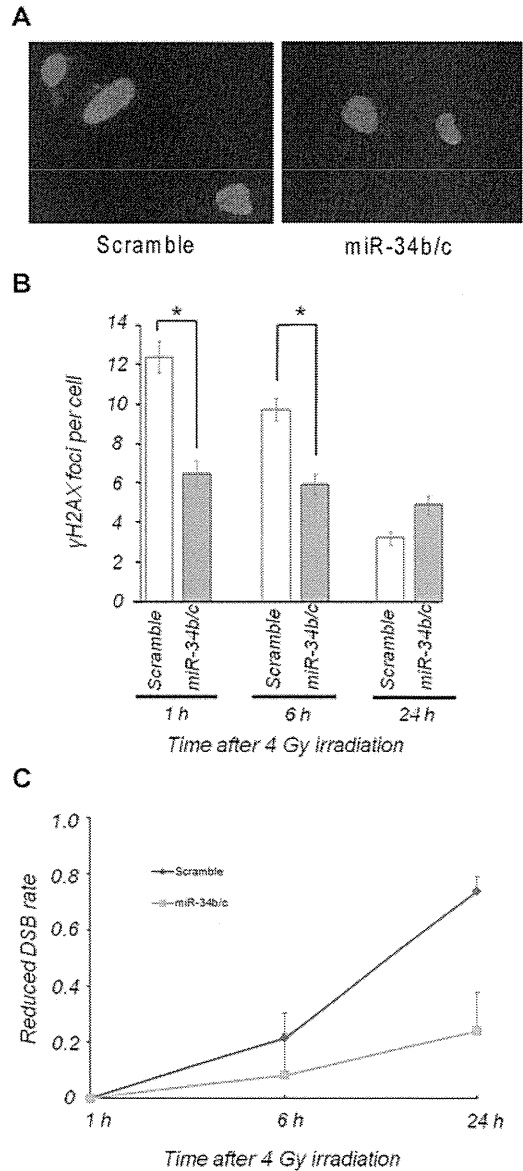 A
Scramble
miR-34b/c
B
γH2AX foci per cell
14
12
10
8
6
4
2
0
*
*
Scramble
miR-34b/c
Scramble
miR-34b/c
Scramble
miR-34b/c
1 h
6 h
24 h
Time after 4 Gy irradiation
C
Reduced DSB rate
1.0
0.8
0.6
0.4
0.2
0
Scramble
miR-34b/c
1 h
6 h
24 h
Time after 4 Gy irradiation